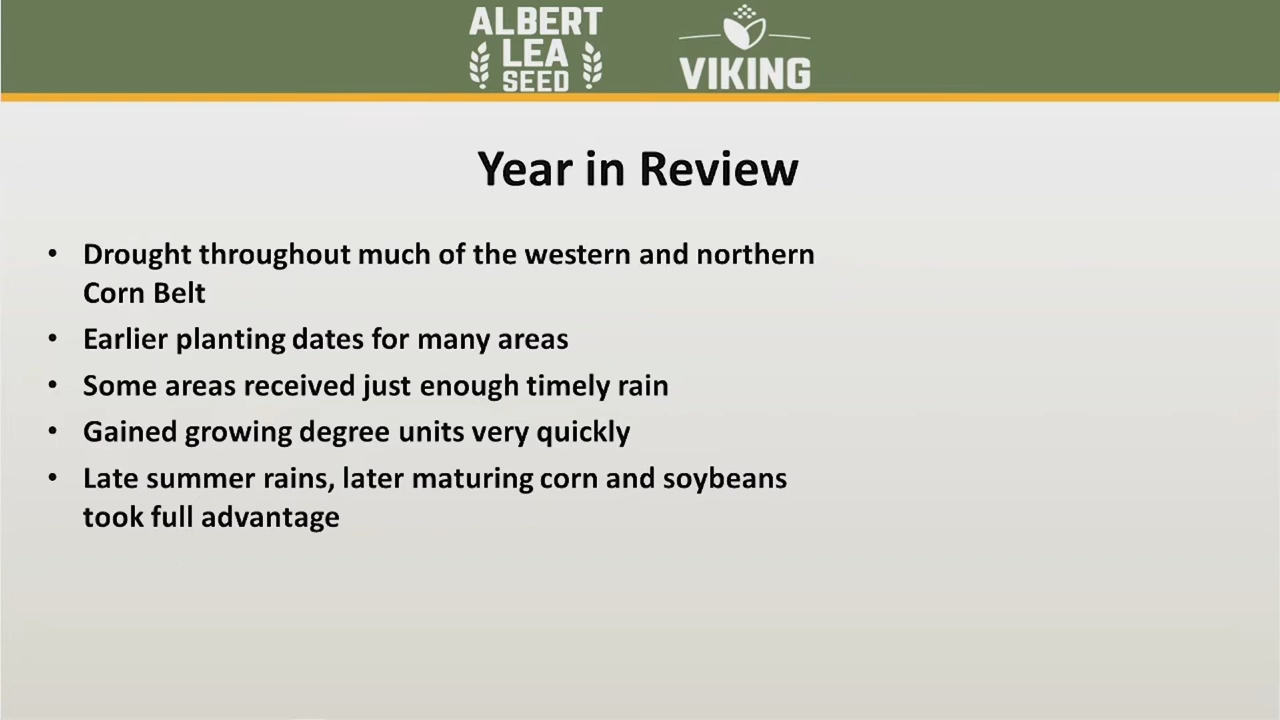 ALBERT
LEA
SEED
VIKING
Year in Review
• Drought throughout much of the western and northern
Corn Belt
• Earlier planting dates for many areas
• Some areas received just enough timely rain
• Gained growing degree units very quickly
• Late summer rains, later maturing corn and soybeans
took full advantage